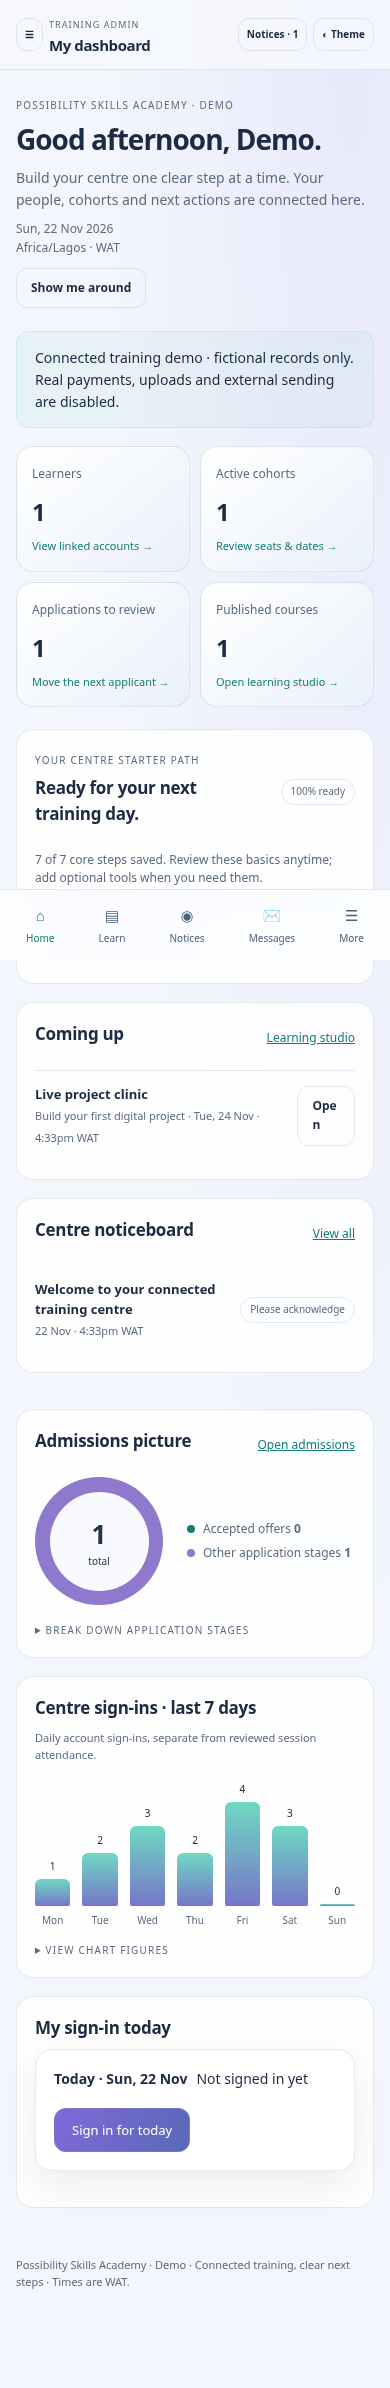 ☰
TRAINING ADMIN
My dashboard
Notices · 1
Theme
POSSIBILITY SKILLS ACADEMY · DEMO
Good afternoon, Demo.
Build your centre one clear step at a time. Your
people, cohorts and next actions are connected here.
Sun, 22 Nov 2026
Africa/Lagos · WAT
Show me around
Connected training demo · fictional records only.
Real payments, uploads and external sending
are disabled.
Learners
1
View linked accounts →
Active cohorts
1
Review seats & dates →
Applications to review
1
Move the next applicant →
Published courses
1
Open learning studio →
YOUR CENTRE STARTER PATH
Ready for your next
training day.
100% ready
7 of 7 core steps saved. Review these basics anytime;
add optional tools when you need them.
Home
Learn
Notices
Messages
More
Coming up
Learning studio
Live project clinic
Build your first digital project · Tue, 24 Nov ·
4:33pm WAT
Ope
n
Centre noticeboard
View all
Welcome to your connected
training centre
22 Nov · 4:33pm WAT
Please acknowledge
Admissions picture
Open admissions
1
total
Accepted offers 0
Other application stages 1
▸ BREAK DOWN APPLICATION STAGES
Centre sign-ins · last 7 days
Daily account sign-ins, separate from reviewed session
attendance.
1 2 3 2 4 3 0
Mon Tue Wed Thu Fri Sat Sun
▸ VIEW CHART FIGURES
My sign-in today
Today · Sun, 22 Nov Not signed in yet
Sign in for today
Possibility Skills Academy · Demo · Connected training, clear next
steps · Times are WAT.